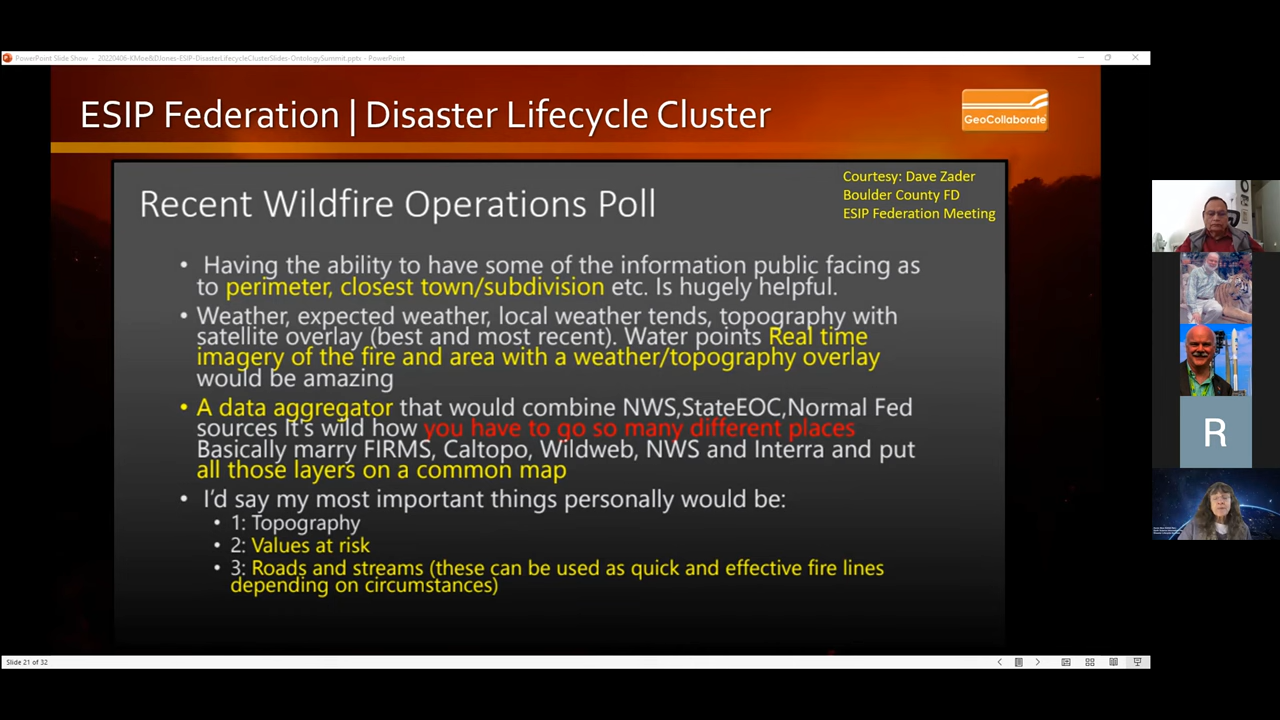 PowerPoint Slide Show - 20220406-KMoe&DJones-ESIP-DisasterLifecycleClusterSlides-OntologySummit.pptx - PowerPoint
ESIP Federation | Disaster Lifecycle Cluster
GeoCollaborate
Courtesy: Dave Zader
Boulder County FD
ESIP Federation Meeting
Recent Wildfire Operations Poll
• Having the ability to have some of the information public facing as
to perimeter, closest town/subdivision etc. Is hugely helpful.
• Weather, expected weather, local weather tends, topography with
satellite overlay (best and most recent). Water points Real time
imagery of the fire and area with a weather/topography overlay
would be amazing
• A data aggregator that would combine NWS,StateEOC,Normal Fed
sources It's wild how you have to go so many different places
Basically marry FIRMS, Caltopo, Wildweb, NWS and Interra and put
all those layers on a common map
• I'd say my most important things personally would be:
• 1: Topography
• 2: Values at risk
• 3: Roads and streams (these can be used as quick and effective fire lines
depending on circumstances)
R
Slide 21 of 32